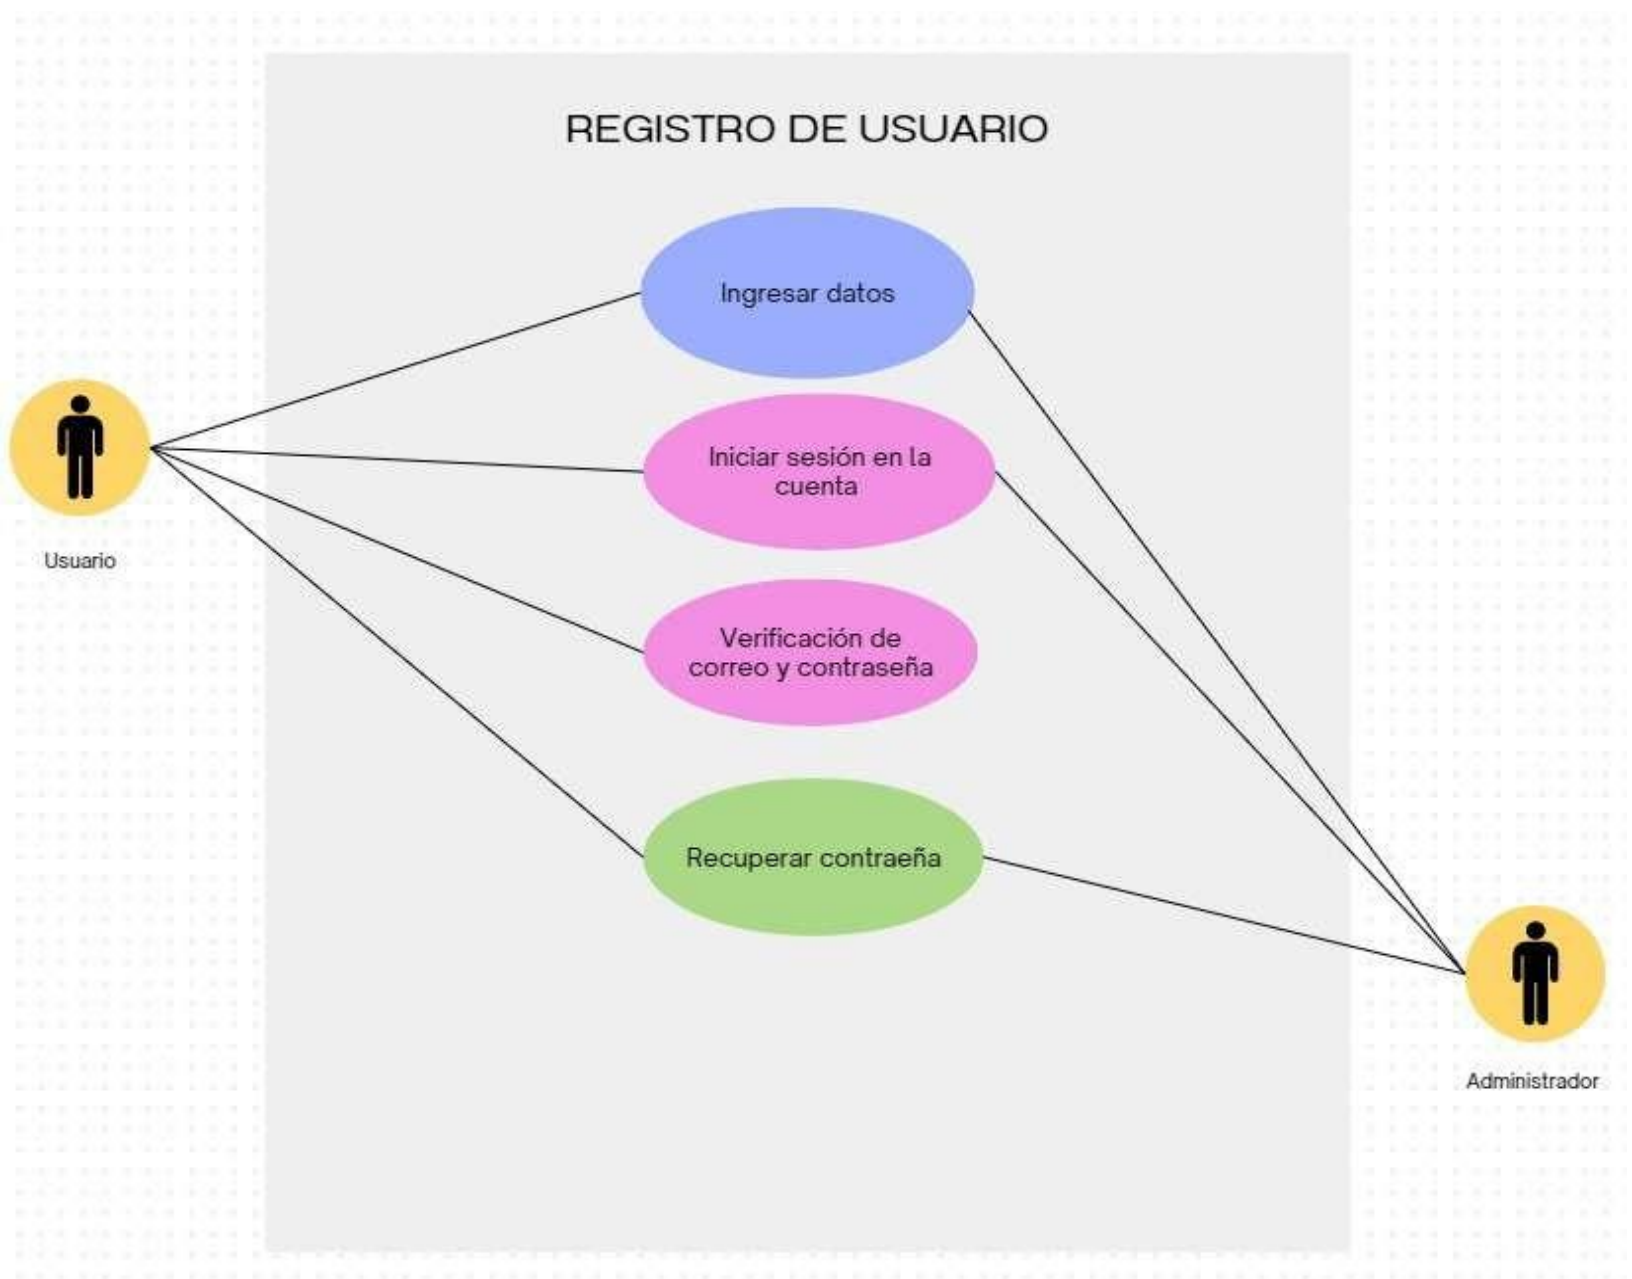 REGISTRO DE USUARIO
Ingresar datos
Iniciar sesión en la
cuenta
Usuario
Verificación de
correo y contraseña
Recuperar contraeña
Administrador